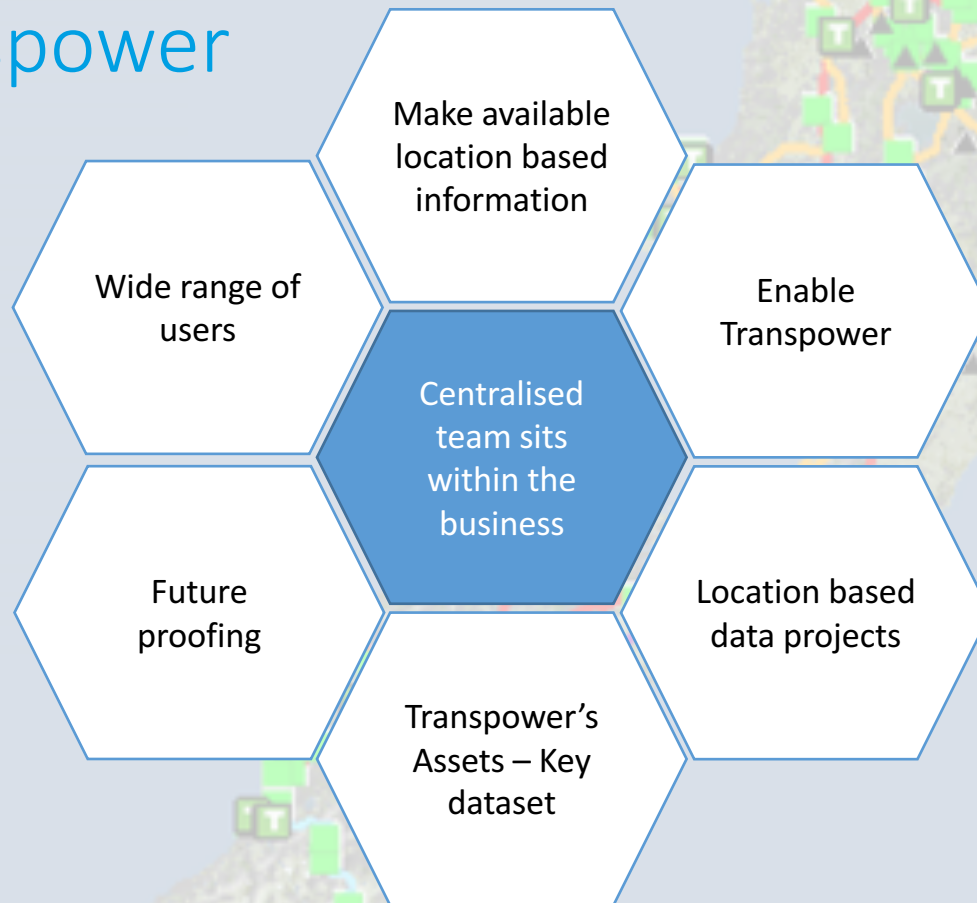 power
Make available
location based
information
Wide range of
users
Enable
Transpower
Centralised
team sits
within the
business
Future
proofing
Location based
data projects
Transpower’s
Assets – Key
dataset
T
T
T
T